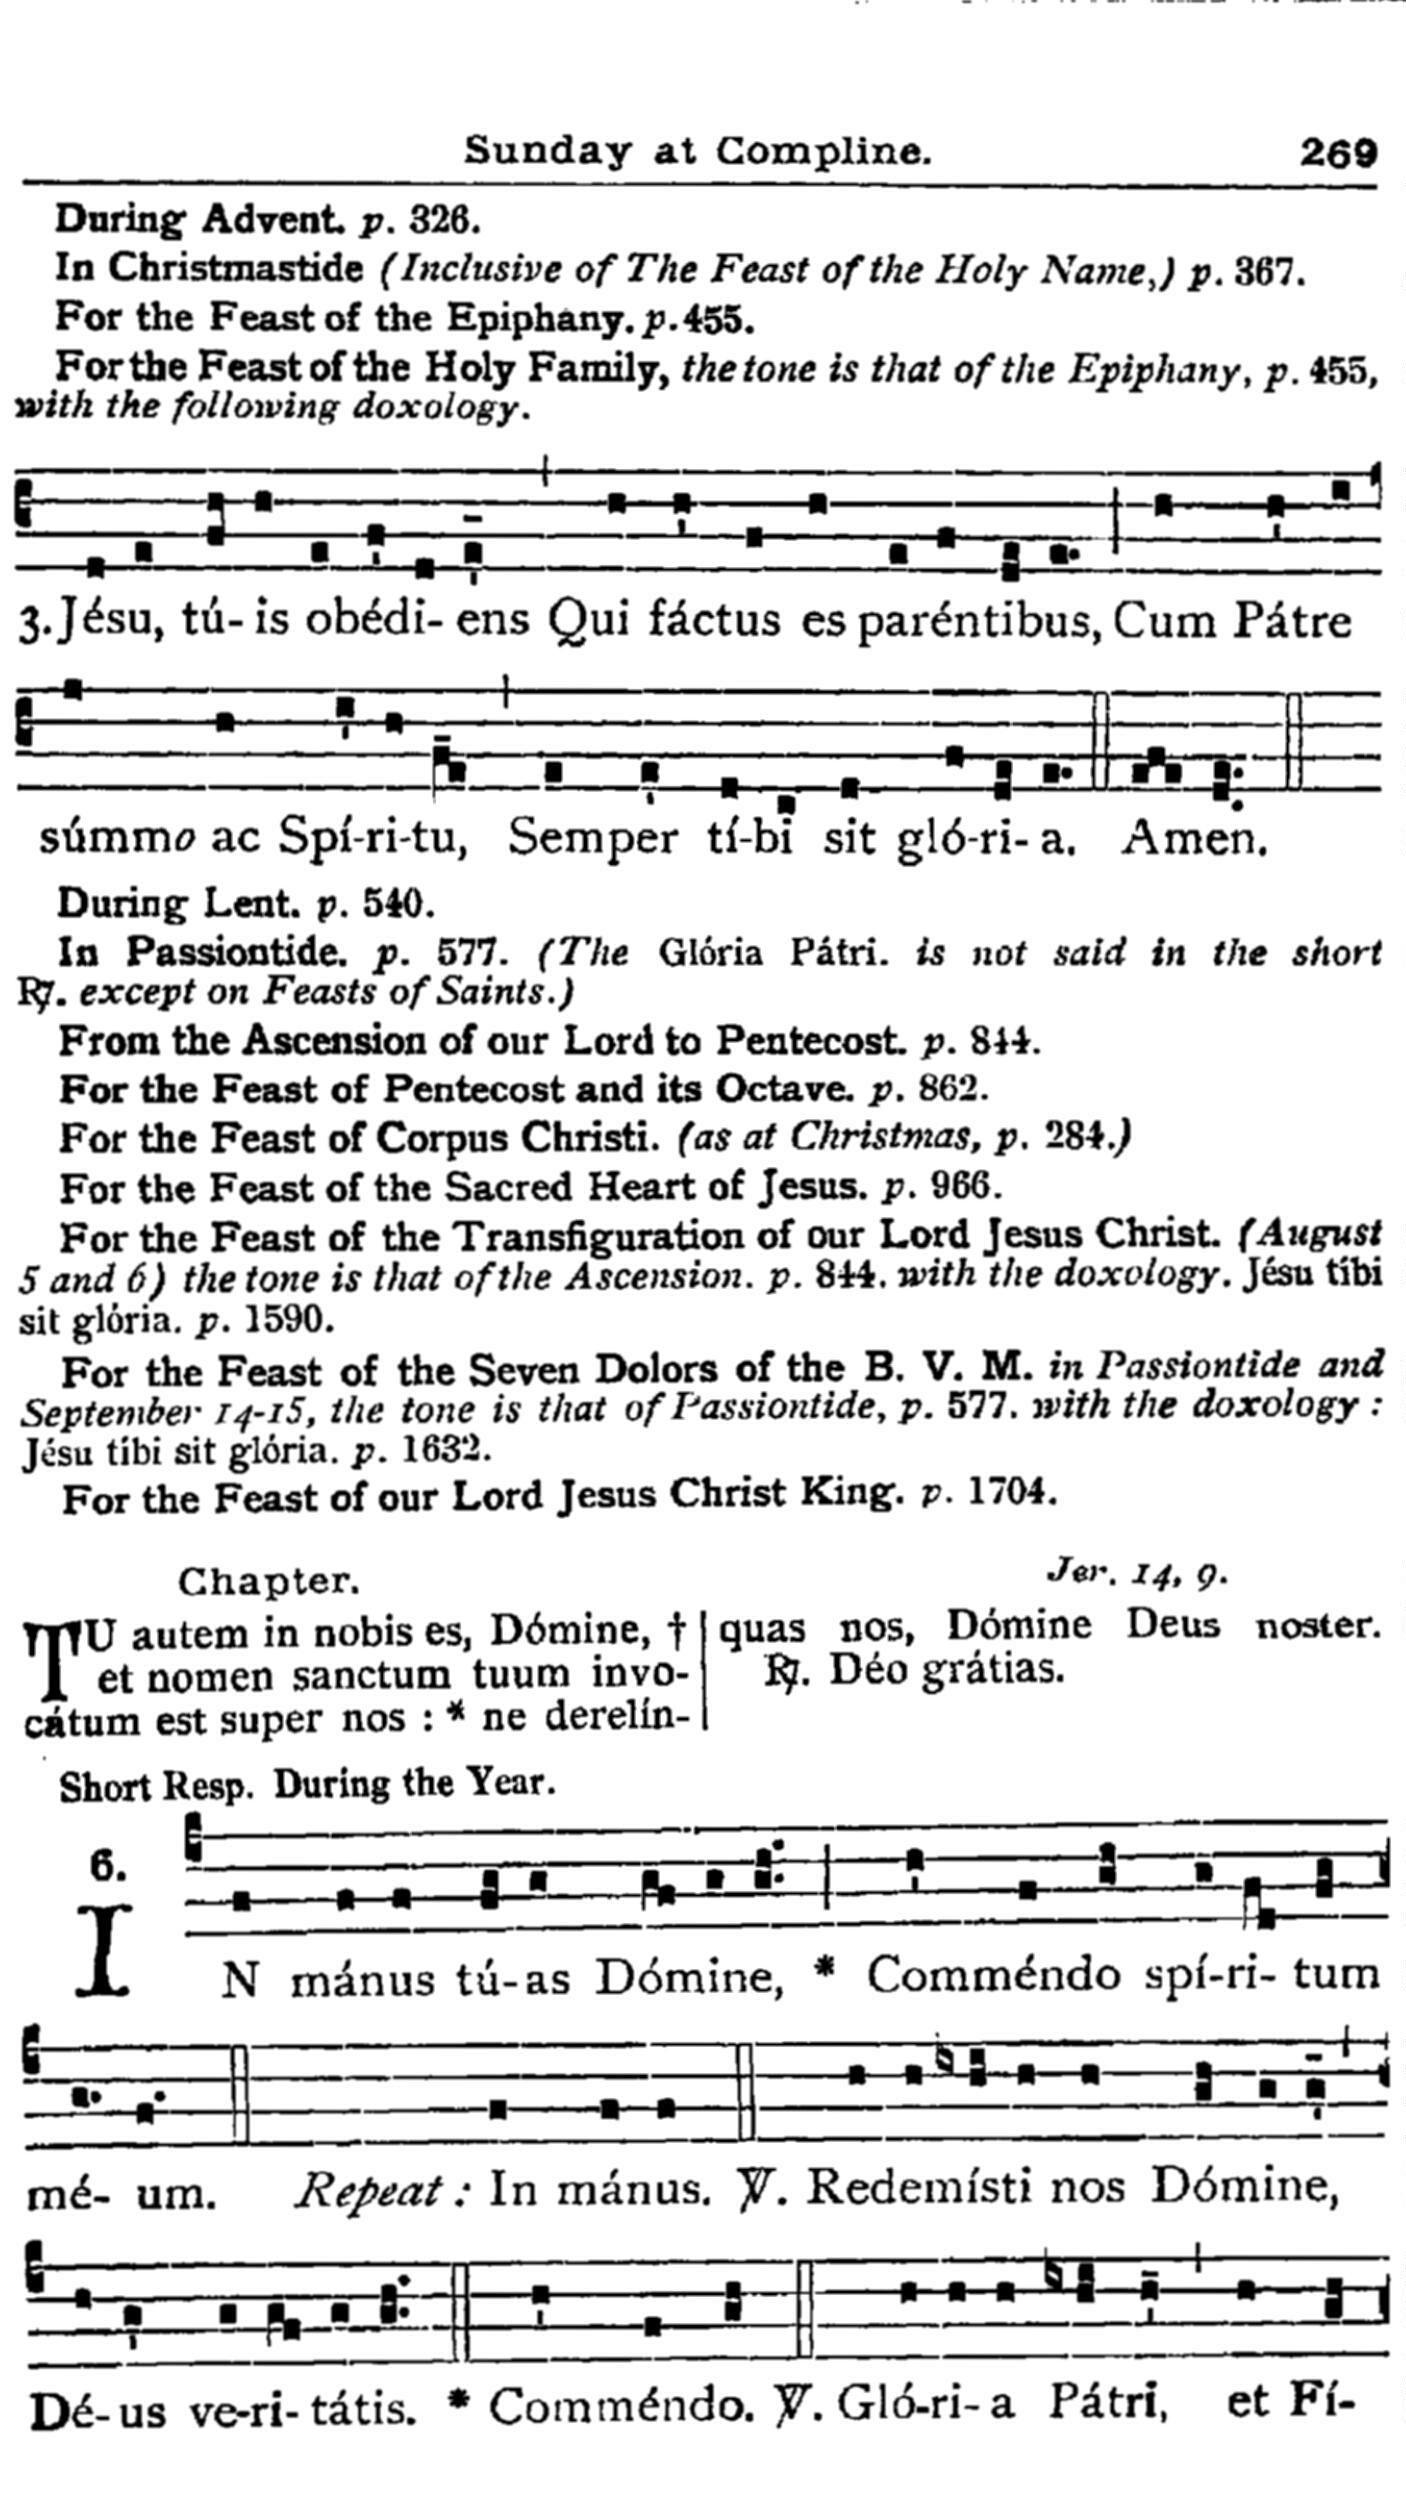 Sunday at Compline. 269
During Advent. p. 326.
In Christmastide (Inclusive of The Feast of the Holy Name,) p. 367.
For the Feast of the Epiphany. p. 455.
For the Feast of the Holy Family, the tone is that of the Epiphany, p. 455,
with the following doxology.
3. Jésu, tú- is obédi- ens Qui fáctus es paréntibus, Cum Pátre
súmmo ac Spí-ri-tu, Semper tí-bi sit gló-ri- a. Amen.
During Lent. p. 540.
In Passiontide. p. 577. (The Glória Pátri. is not said in the short
℟. except on Feasts of Saints.)
From the Ascension of our Lord to Pentecost. p. 844.
For the Feast of Pentecost and its Octave. p. 862.
For the Feast of Corpus Christi. (as at Christmas, p. 284.)
For the Feast of the Sacred Heart of Jesus. p. 966.
For the Feast of the Transfiguration of our Lord Jesus Christ. (August
5 and 6) the tone is that of the Ascension. p. 844. with the doxology. Jésu tíbi
sit glória. p. 1590.
For the Feast of the Seven Dolors of the B. V. M. in Passiontide and
September 14-15, the tone is that of Passiontide, p. 577. with the doxology :
Jésu tíbi sit glória. p. 1632.
For the Feast of our Lord Jesus Christ King. p. 1704.
Chapter. Jer. 14, 9.
TU autem in nobis es, Dómine, †
et nomen sanctum tuum invo-
cátum est super nos : * ne derelín-
quas nos, Dómine Deus noster.
℟. Déo grátias.
Short Resp. During the Year.
6.
IN mánus tú-as Dómine, * Comméndo spí-ri- tum
mé- um. Repeat : In mánus. ℣. Redemísti nos Dómine,
Dé- us ve-ri- tátis. * Comméndo. ℣. Gló-ri- a Pátri, et Fí-